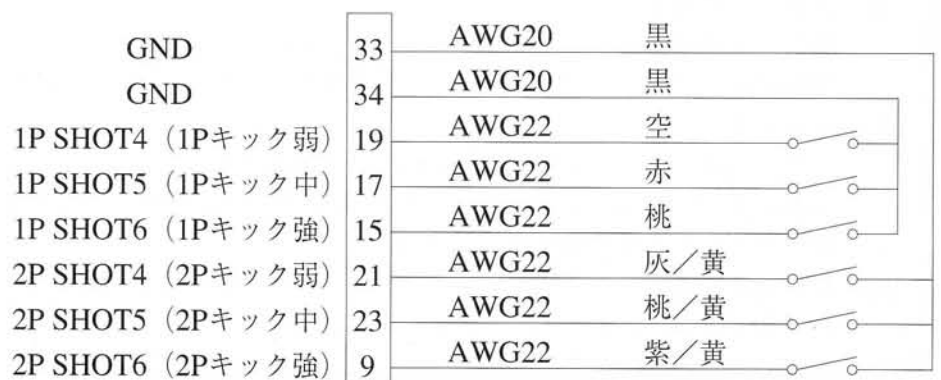 GND 33 AWG20 黒
GND 34 AWG20 黒
1P SHOT4（1Pキック弱） 19 AWG22 空
1P SHOT5（1Pキック中） 17 AWG22 赤
1P SHOT6（1Pキック強） 15 AWG22 桃
2P SHOT4（2Pキック弱） 21 AWG22 灰／黄
2P SHOT5（2Pキック中） 23 AWG22 桃／黄
2P SHOT6（2Pキック強） 9 AWG22 紫／黄